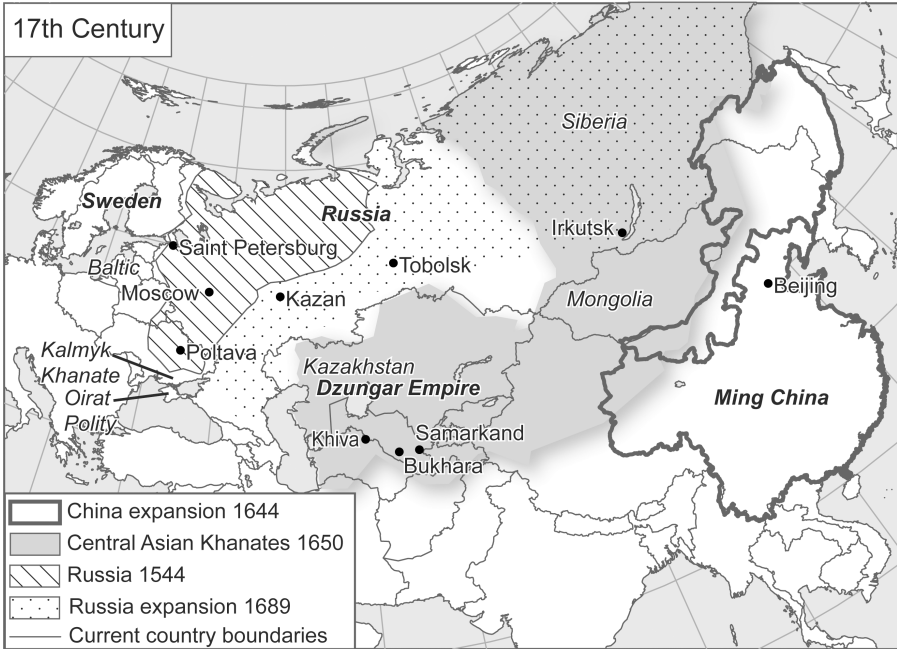 17th Century
Siberia
Sweden
Russia
Irkutsk
Saint Petersburg
Baltic
Tobolsk
Moscow
Kazan
Mongolia
Beijing
Kalmyk
Khanate
Poltava
Oirat
Polity
Kazakhstan
Dzungar Empire
Ming China
Khiva
Samarkand
Bukhara
China expansion 1644
Central Asian Khanates 1650
Russia 1544
Russia expansion 1689
Current country boundaries